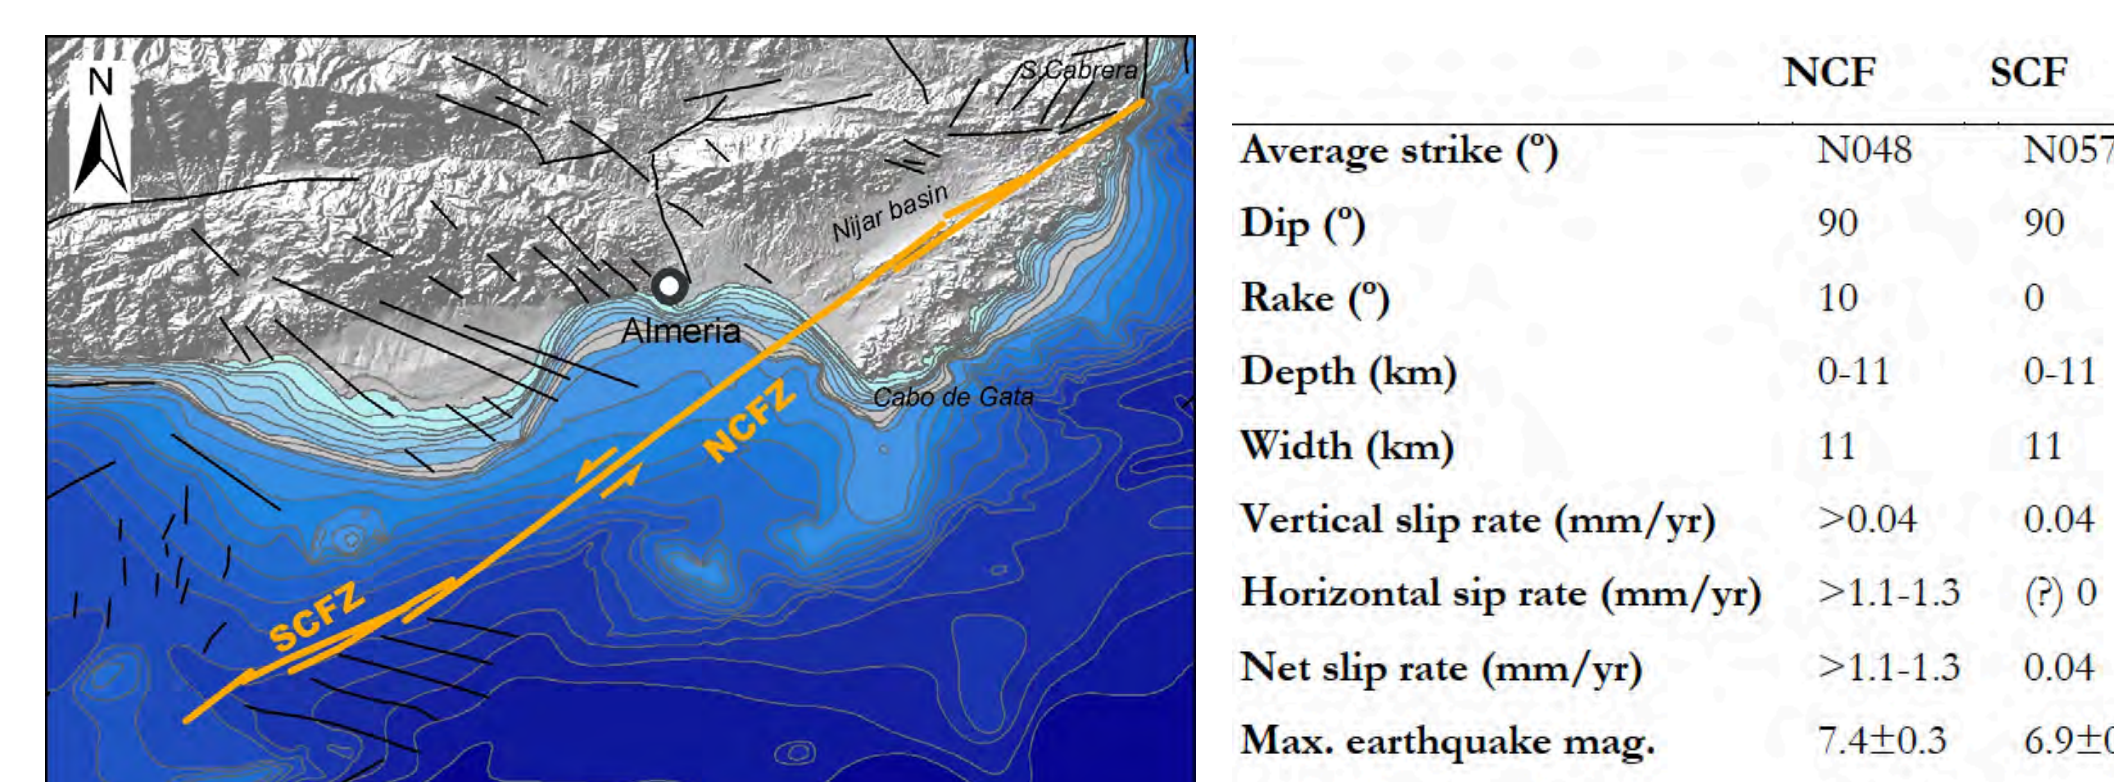 N
S.Cabrera
Nijar basin
Almeria
Cabo de Gata
NCFZ
SCFZ
NCF SCF
Average strike (º) N048 N057
Dip (º) 90 90
Rake (º) 10 0
Depth (km) 0-11 0-11
Width (km) 11 11
Vertical slip rate (mm/yr) >0.04 0.04
Horizontal sip rate (mm/yr) >1.1-1.3 (?) 0
Net slip rate (mm/yr) >1.1-1.3 0.04
Max. earthquake mag. 7.4±0.3 6.9±